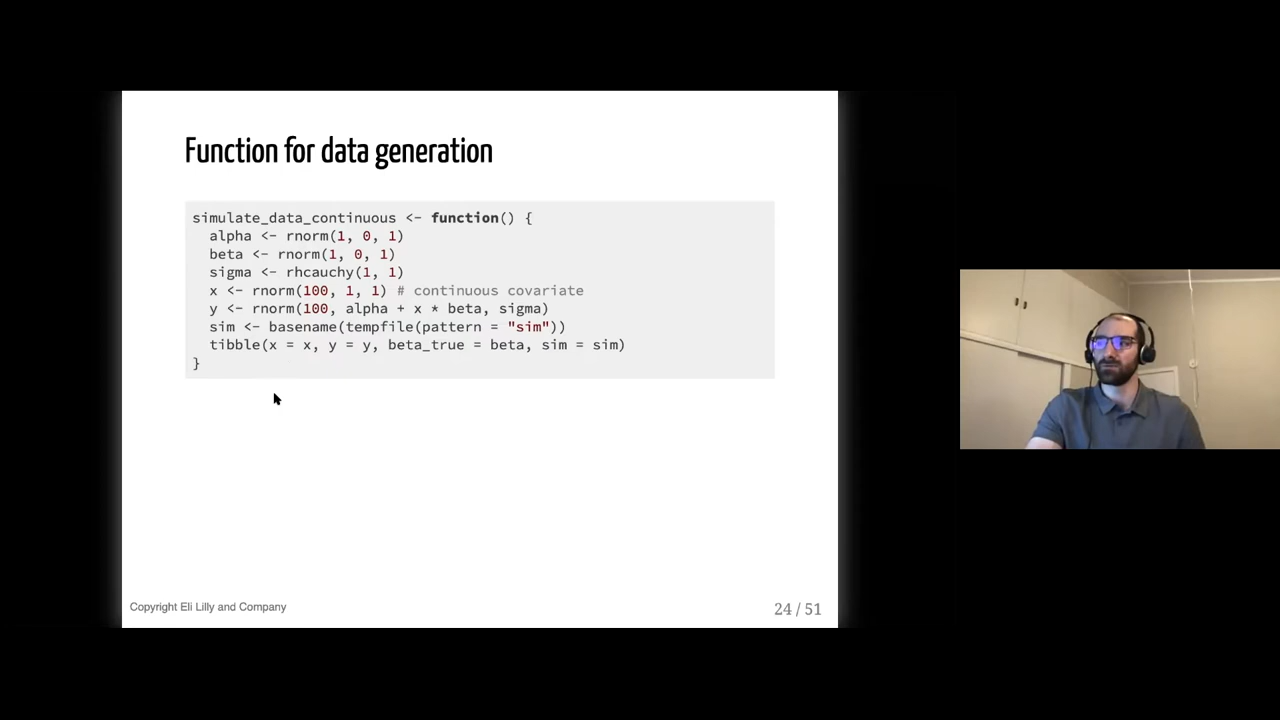 Function for data generation
simulate_data_continuous <- function() {
  alpha <- rnorm(1, 0, 1)
  beta <- rnorm(1, 0, 1)
  sigma <- rhcauchy(1, 1)
  x <- rnorm(100, 1, 1) # continuous covariate
  y <- rnorm(100, alpha + x * beta, sigma)
  sim <- basename(tempfile(pattern = "sim"))
  tibble(x = x, y = y, beta_true = beta, sim = sim)
}
Copyright Eli Lilly and Company
24 / 51